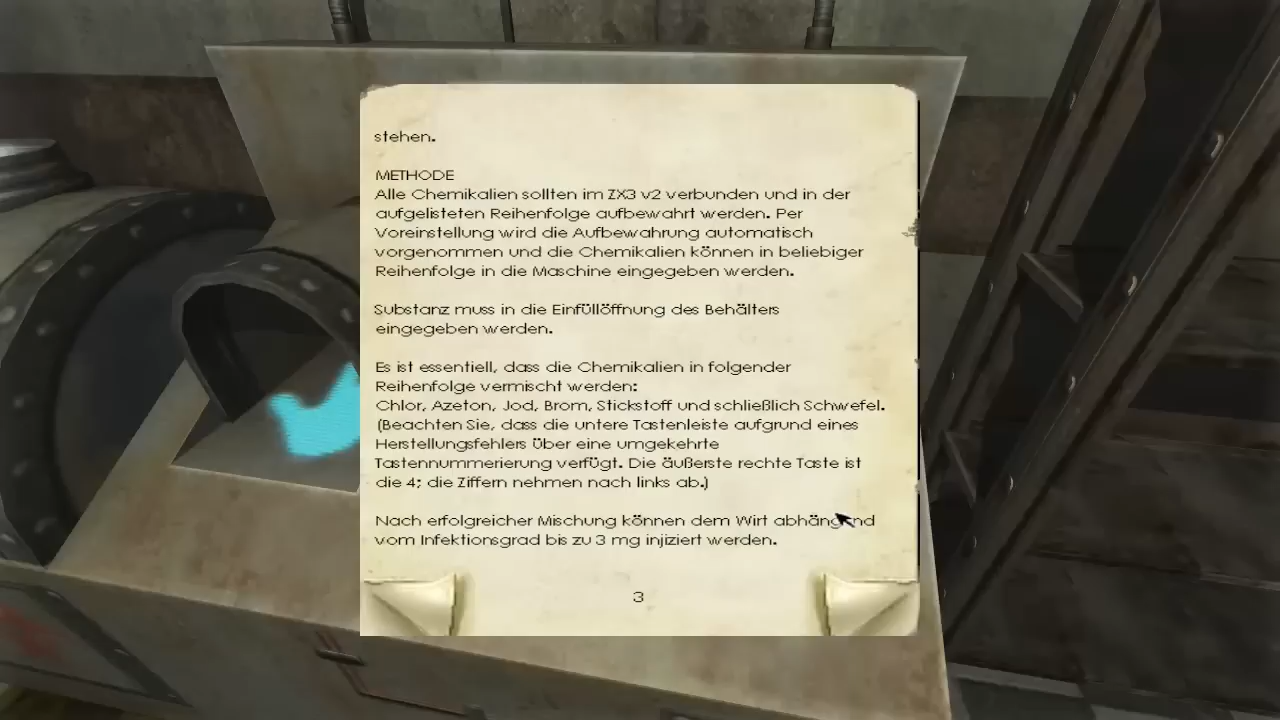 stehen.
METHODE
Alle Chemikalien sollten im ZX3 v2 verbunden und in der
aufgelisteten Reihenfolge aufbewahrt werden. Per
Voreinstellung wird die Aufbewahrung automatisch
vorgenommen und die Chemikalien können in beliebiger
Reihenfolge in die Maschine eingegeben werden.
Substanz muss in die Einfüllöffnung des Behälters
eingegeben werden.
Es ist essentiell, dass die Chemikalien in folgender
Reihenfolge vermischt werden:
Chlor, Azeton, Jod, Brom, Stickstoff und schließlich Schwefel.
(Beachten Sie, dass die untere Tastenleiste aufgrund eines
Herstellungsfehlers über eine umgekehrte
Tastennummerierung verfügt. Die äußerste rechte Taste ist
die 4; die Ziffern nehmen nach links ab.)
Nach erfolgreicher Mischung können dem Wirt
vom Infektionsgrad bis zu 3 mg injiziert werden.
3